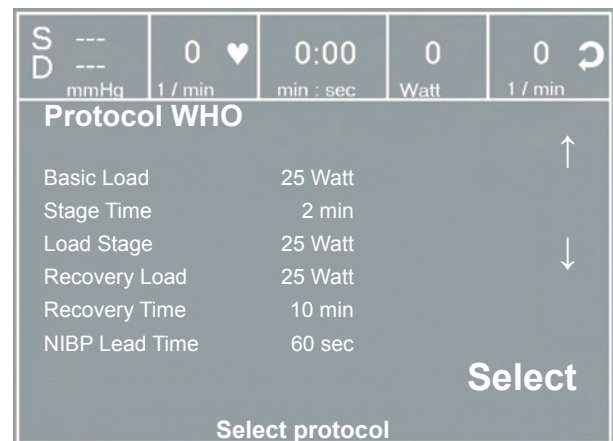 S ---
D ---
mmHg
0 ♥
1 / min
0:00
min : sec
0
Watt
0
1 / min
Protocol WHO
↑
Basic Load 25 Watt
Stage Time 2 min
Load Stage 25 Watt
↓
Recovery Load 25 Watt
Recovery Time 10 min
NIBP Lead Time 60 sec
Select
Select protocol